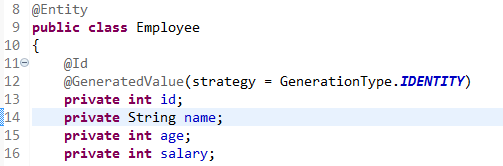 8 @Entity
9 public class Employee
10 {
11 @Id
12 @GeneratedValue(strategy = GenerationType.IDENTITY)
13 private int id;
14 private String name;
15 private int age;
16 private int salary;